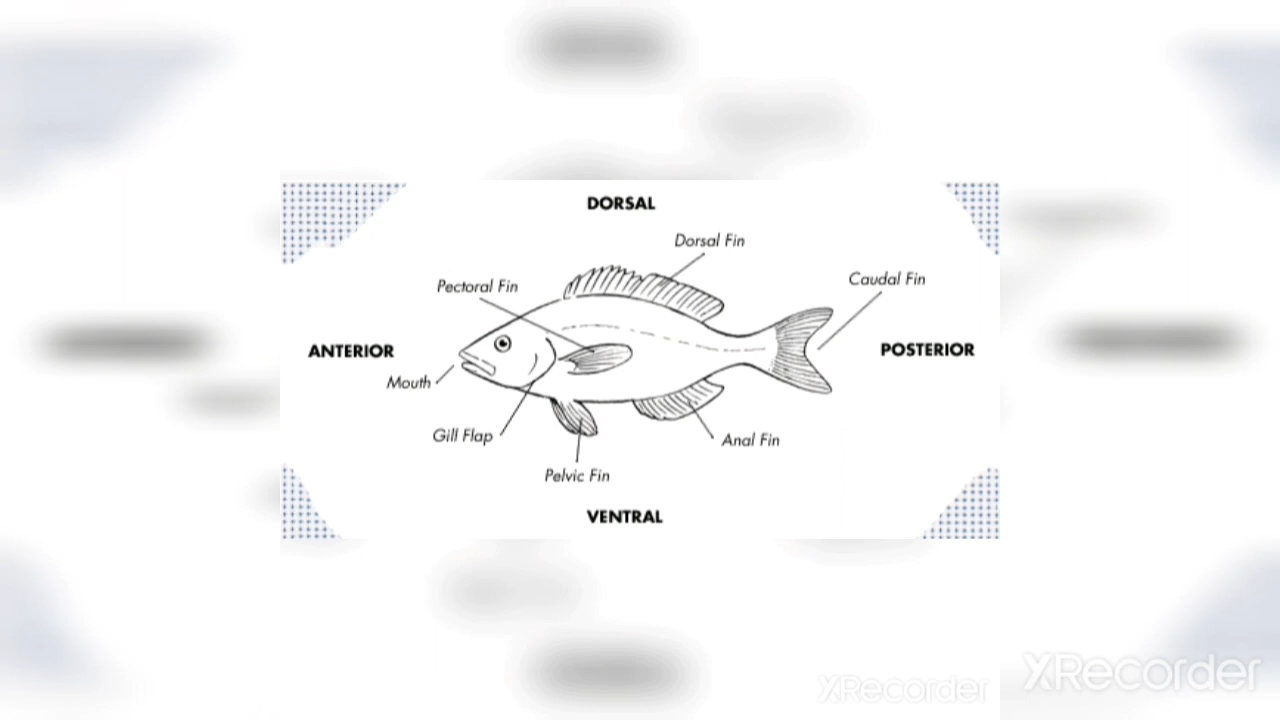 DORSAL
Dorsal Fin
Caudal Fin
Pectoral Fin
ANTERIOR
POSTERIOR
Mouth
Gill Flap
Anal Fin
Pelvic Fin
VENTRAL
XRecorder
XRecorder